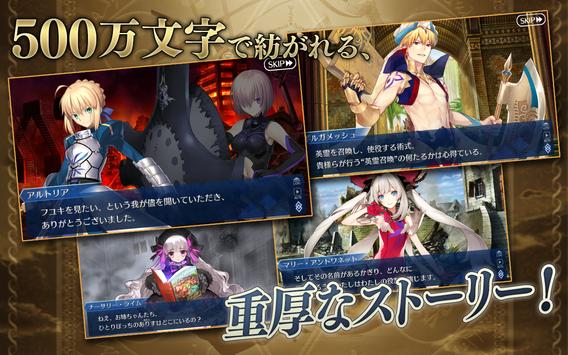 500万文字で紡がれる、
SKIP
SKIP
アルトリア
フユキを見たい、という我が儘を聞いていただき、
ありがとうございました。
ルガメッシュ
英霊を召喚し、使役する術式。
貴様らが行う“英霊召喚”の何たるかは心得ている。
ナーサリー・ライム
ねえ、お姉ちゃんたち、
ひとりぼっちのありすはどこにいるの?
マリー・アントワネット
そしてその名前があるかぎり、どんなに
重厚なストーリー!